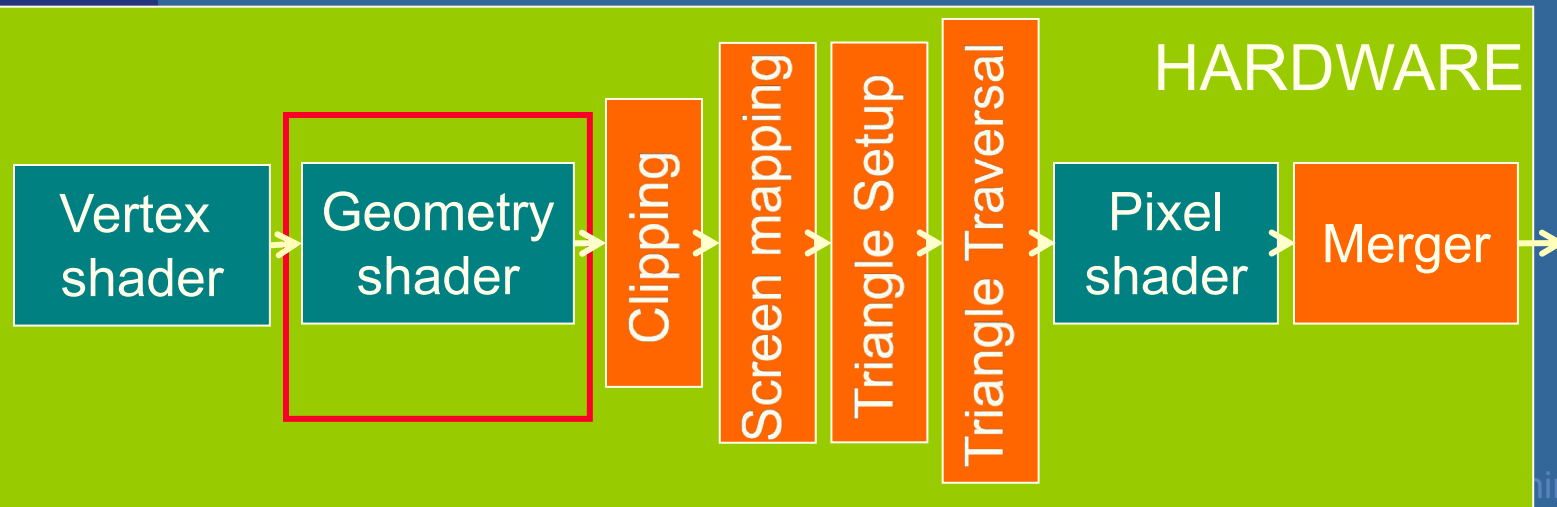 HARDWARE
Vertex
shader
Geometry
shader
Clipping
Screen mapping
Triangle Setup
Triangle Traversal
Pixel
shader
Merger